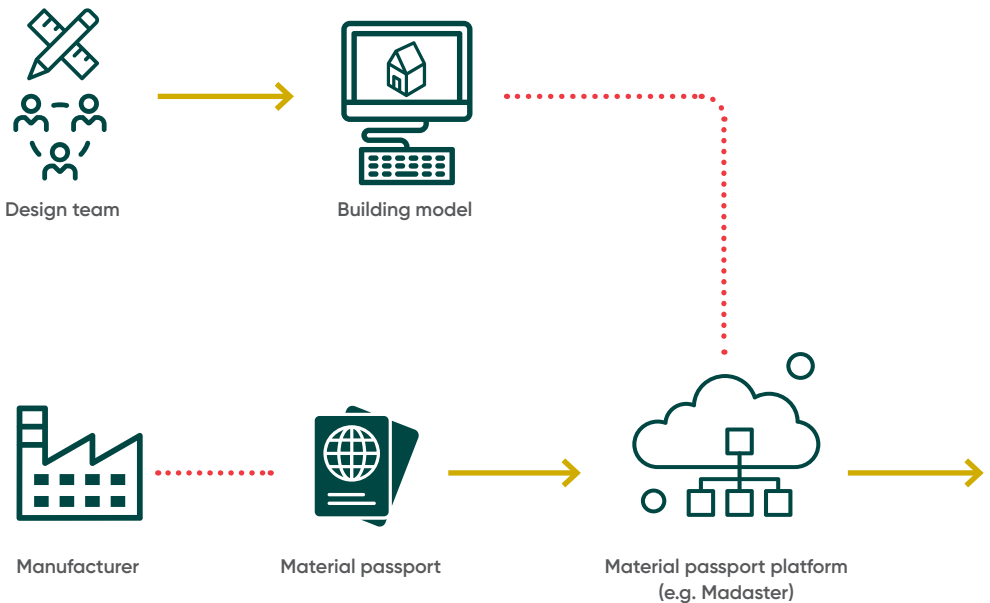 Design team
Building model
Manufacturer
Material passport
Material passport platform
(e.g. Madaster)